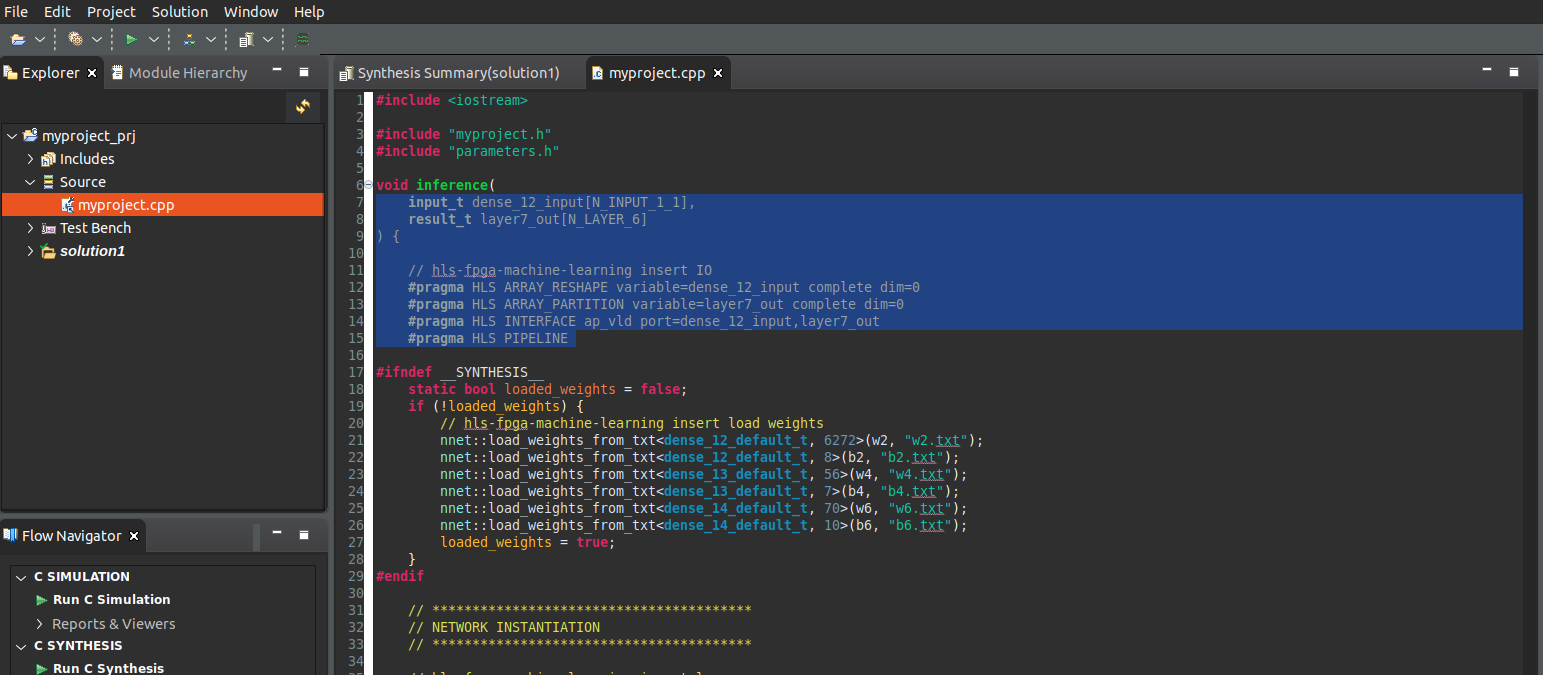 File Edit Project Solution Window Help
Explorer Module Hierarchy
myproject_prj
Includes
Source
myproject.cpp
Test Bench
solution1
Flow Navigator
C SIMULATION
Run C Simulation
Reports & Viewers
C SYNTHESIS
Run C Synthesis
Synthesis Summary(solution1) myproject.cpp
1 #include <iostream>
2
3 #include "myproject.h"
4 #include "parameters.h"
5
6 void inference(
7 input_t dense_12_input[N_INPUT_1_1],
8 result_t layer7_out[N_LAYER_6]
9 ) {
10
11 // hls-fpga-machine-learning insert IO
12 #pragma HLS ARRAY_RESHAPE variable=dense_12_input complete dim=0
13 #pragma HLS ARRAY_PARTITION variable=layer7_out complete dim=0
14 #pragma HLS INTERFACE ap_vld port=dense_12_input,layer7_out
15 #pragma HLS PIPELINE
16
17 #ifndef __SYNTHESIS__
18 static bool loaded_weights = false;
19 if (!loaded_weights) {
20 // hls-fpga-machine-learning insert load weights
21 nnet::load_weights_from_txt<dense_12_default_t, 6272>(w2, "w2.txt");
22 nnet::load_weights_from_txt<dense_12_default_t, 8>(b2, "b2.txt");
23 nnet::load_weights_from_txt<dense_13_default_t, 56>(w4, "w4.txt");
24 nnet::load_weights_from_txt<dense_13_default_t, 7>(b4, "b4.txt");
25 nnet::load_weights_from_txt<dense_14_default_t, 70>(w6, "w6.txt");
26 nnet::load_weights_from_txt<dense_14_default_t, 10>(b6, "b6.txt");
27 loaded_weights = true;
28 }
29 #endif
30
31 // ****************************************
32 // NETWORK INSTANTIATION
33 // ****************************************
34